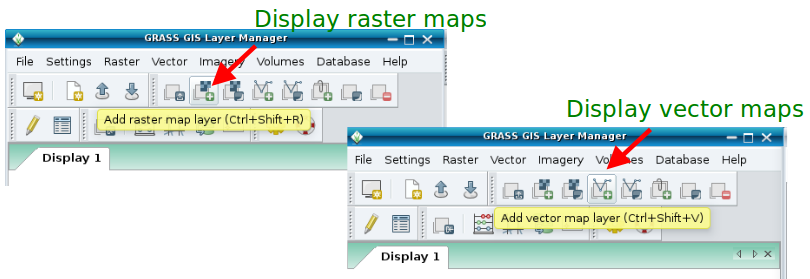 Display raster maps
GRASS GIS Layer Manager
File Settings Raster Vector Imagery Volumes Database Help
Add raster map layer (Ctrl+Shift+R)
Display 1
Display vector maps
GRASS GIS Layer Manager
File Settings Raster Vector Imagery Volumes Database Help
Add vector map layer (Ctrl+Shift+V)
Display 1